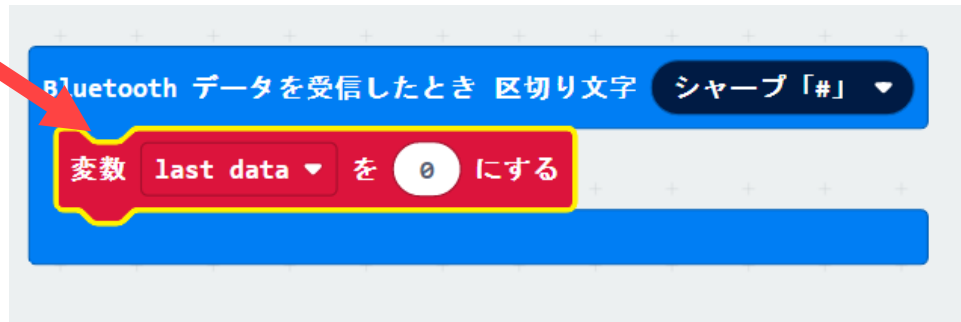 Bluetooth データを受信したとき 区切り文字 シャープ「#」
変数 last data を 0 にする